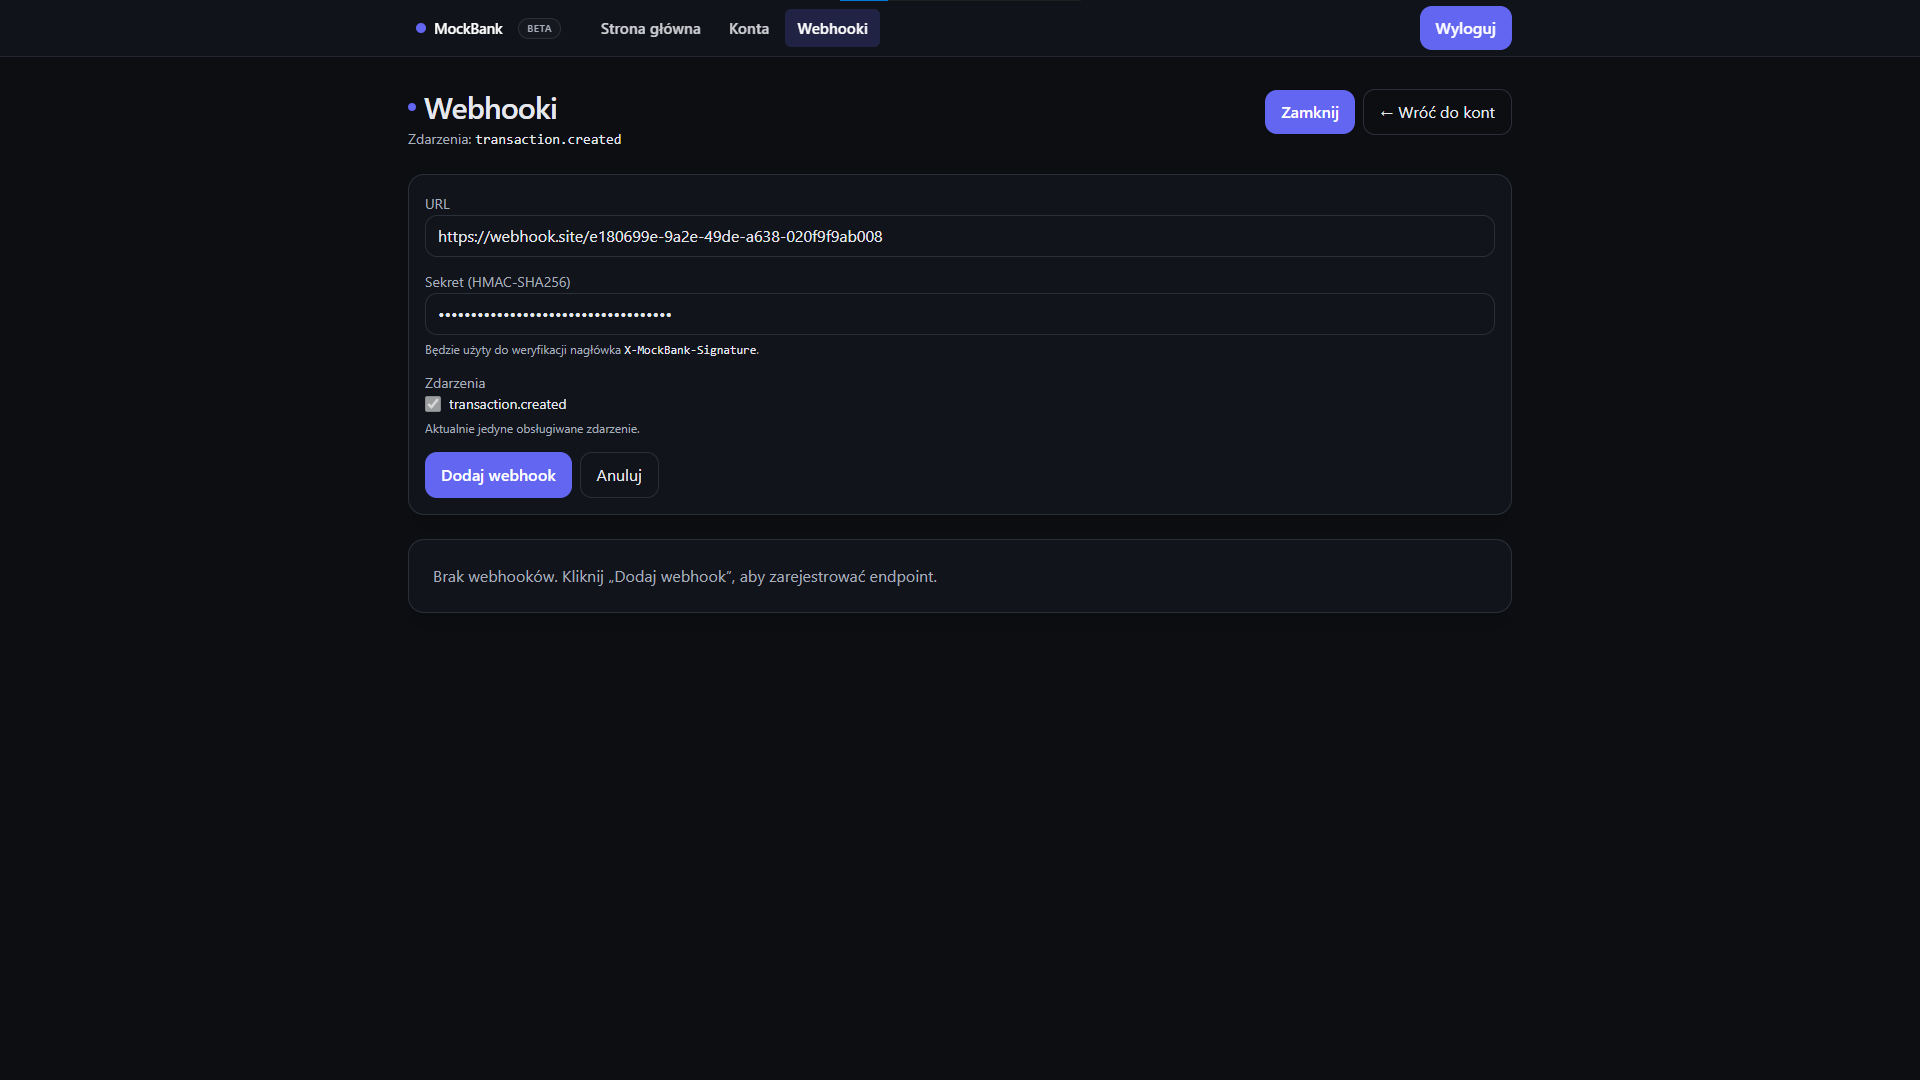 MockBank BETA Strona główna Konta Webhooki Wyloguj
Webhooki
Zamknij ← Wróć do kont
Zdarzenia: transaction.created
URL
https://webhook.site/e180699e-9a2e-49de-a638-020f9f9ab008
Sekret (HMAC-SHA256)
••••••••••••••••••••••••••••••••••••
Będzie użyty do weryfikacji nagłówka X-MockBank-Signature.
Zdarzenia
transaction.created
Aktualnie jedyne obsługiwane zdarzenie.
Dodaj webhook Anuluj
Brak webhooków. Kliknij „Dodaj webhook”, aby zarejestrować endpoint.